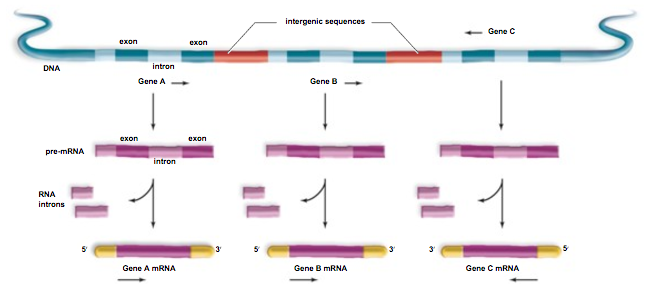 intergenic sequences
exon
exon
Gene C
DNA
intron
Gene A
Gene B
exon
exon
pre-mRNA
intron
RNA
introns
5′
3′
5′
3′
3′
5′
Gene A mRNA
Gene B mRNA
Gene C mRNA